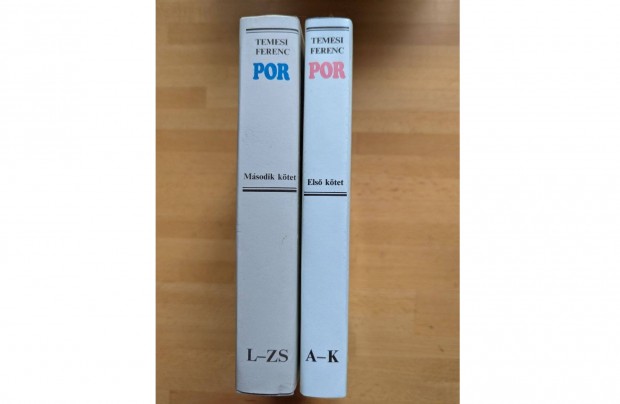 TEMESI
FERENC
POR
Második kötet
L–ZS
TEMESI
FERENC
POR
Első kötet
A–K